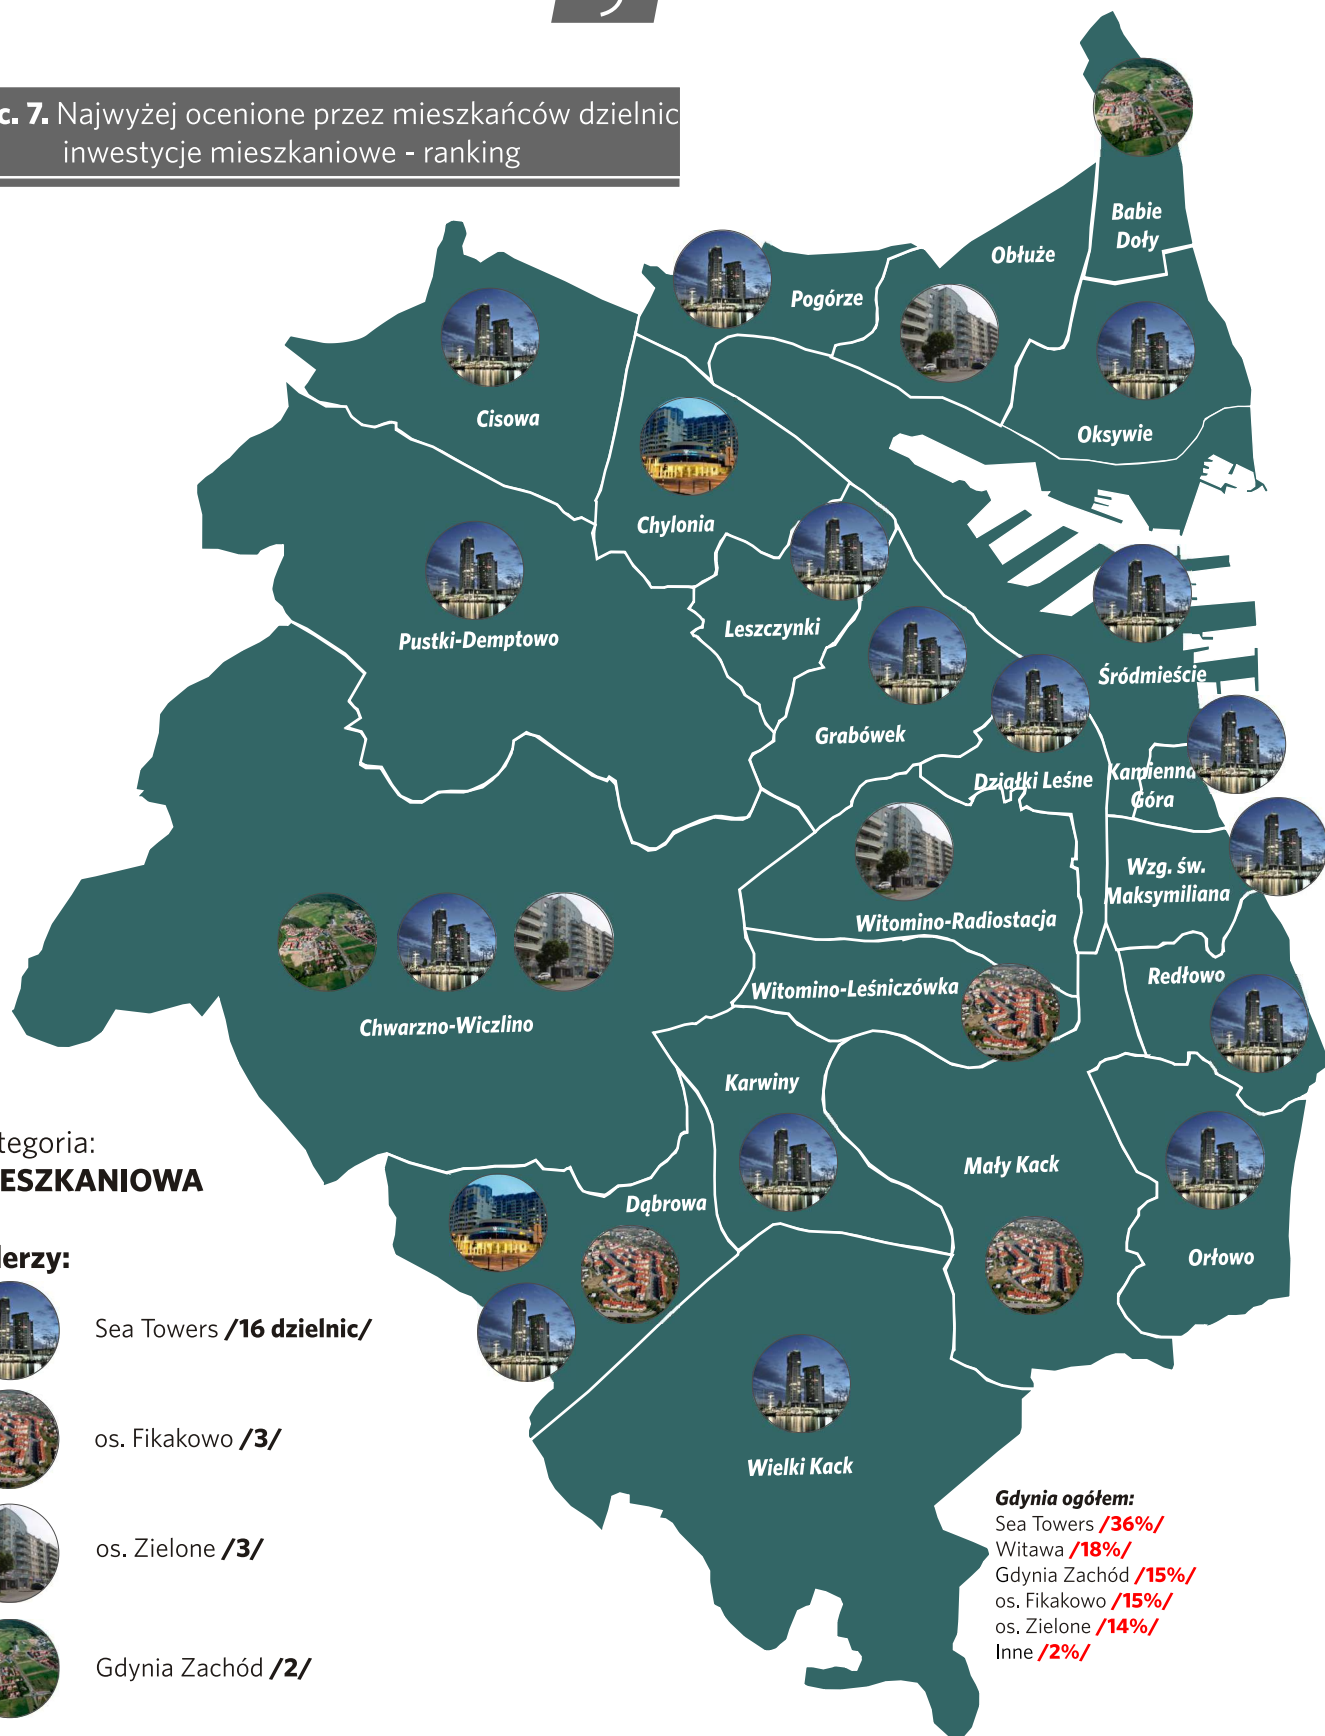 c. 7. Najwyżej ocenione przez mieszkańców dzielnic
inwestycje mieszkaniowe - ranking
Babie
Doły
Obłuże
Pogórze
Cisowa
Oksywie
Chylonia
Leszczynki
Pustki-Demptowo
Śródmieście
Grabówek
Działki Leśne
Kamienna
Góra
Wzg. św.
Maksymiliana
Witomino-Radiostacja
Redłowo
Witomino-Leśniczówka
Chwarzno-Wiczlino
Karwiny
Mały Kack
Dąbrowa
Orłowo
Wielki Kack
tegoria:
ESZKANIOWA
lerzy:
Sea Towers /16 dzielnic/
os. Fikakowo /3/
os. Zielone /3/
Gdynia Zachód /2/
Gdynia ogółem:
Sea Towers /36%/
Witawa /18%/
Gdynia Zachód /15%/
os. Fikakowo /15%/
os. Zielone /14%/
Inne /2%/